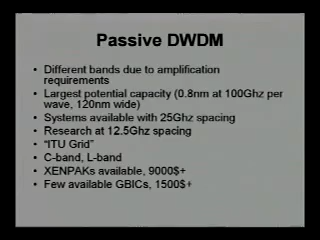 Passive DWDM
• Different bands due to amplification
requirements
• Largest potential capacity (0.8nm at 100Ghz per
wave, 120nm wide)
• Systems available with 25Ghz spacing
• Research at 12.5Ghz spacing
• "ITU Grid"
• C-band, L-band
• XENPAKs available, 9000$+
• Few available GBICs, 1500$+